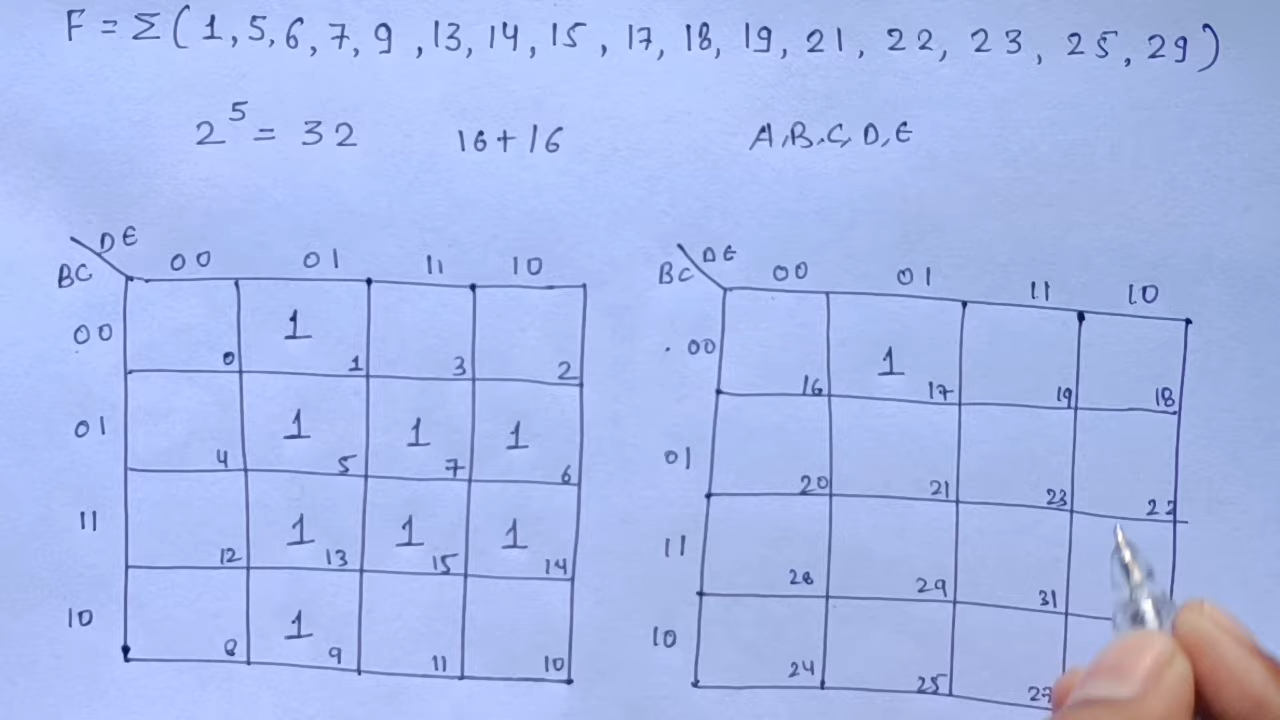 F = Σ ( 1, 5, 6, 7, 9 , 13, 14, 15 , 17, 18, 19, 21, 22, 23, 25, 29 )
2^5 = 32 16 + 16 A, B, C, D, E
DE DE
BC 00 01 11 10 BC 00 01 11 10
00 1 . 00 1
0 1 3 2 16 17 19 18
01 1 1 1 01
4 5 7 6 20 21 23 22
11 1 1 1 11
12 13 15 14 28 29 31
10 1 10
8 9 11 10 24 25 27